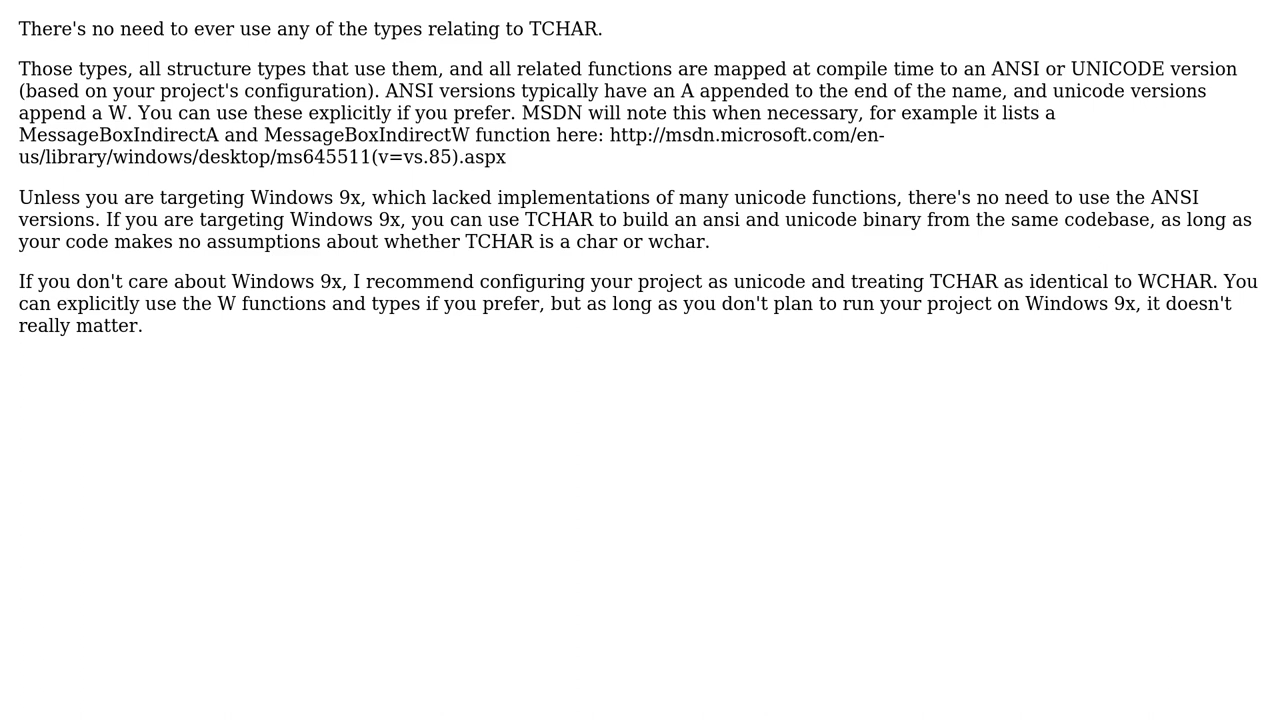 There's no need to ever use any of the types relating to TCHAR.
Those types, all structure types that use them, and all related functions are mapped at compile time to an ANSI or UNICODE version
(based on your project's configuration). ANSI versions typically have an A appended to the end of the name, and unicode versions
append a W. You can use these explicitly if you prefer. MSDN will note this when necessary, for example it lists a
MessageBoxIndirectA and MessageBoxIndirectW function here: http://msdn.microsoft.com/en-
us/library/windows/desktop/ms645511(v=vs.85).aspx
Unless you are targeting Windows 9x, which lacked implementations of many unicode functions, there's no need to use the ANSI
versions. If you are targeting Windows 9x, you can use TCHAR to build an ansi and unicode binary from the same codebase, as long as
your code makes no assumptions about whether TCHAR is a char or wchar.
If you don't care about Windows 9x, I recommend configuring your project as unicode and treating TCHAR as identical to WCHAR. You
can explicitly use the W functions and types if you prefer, but as long as you don't plan to run your project on Windows 9x, it doesn't
really matter.